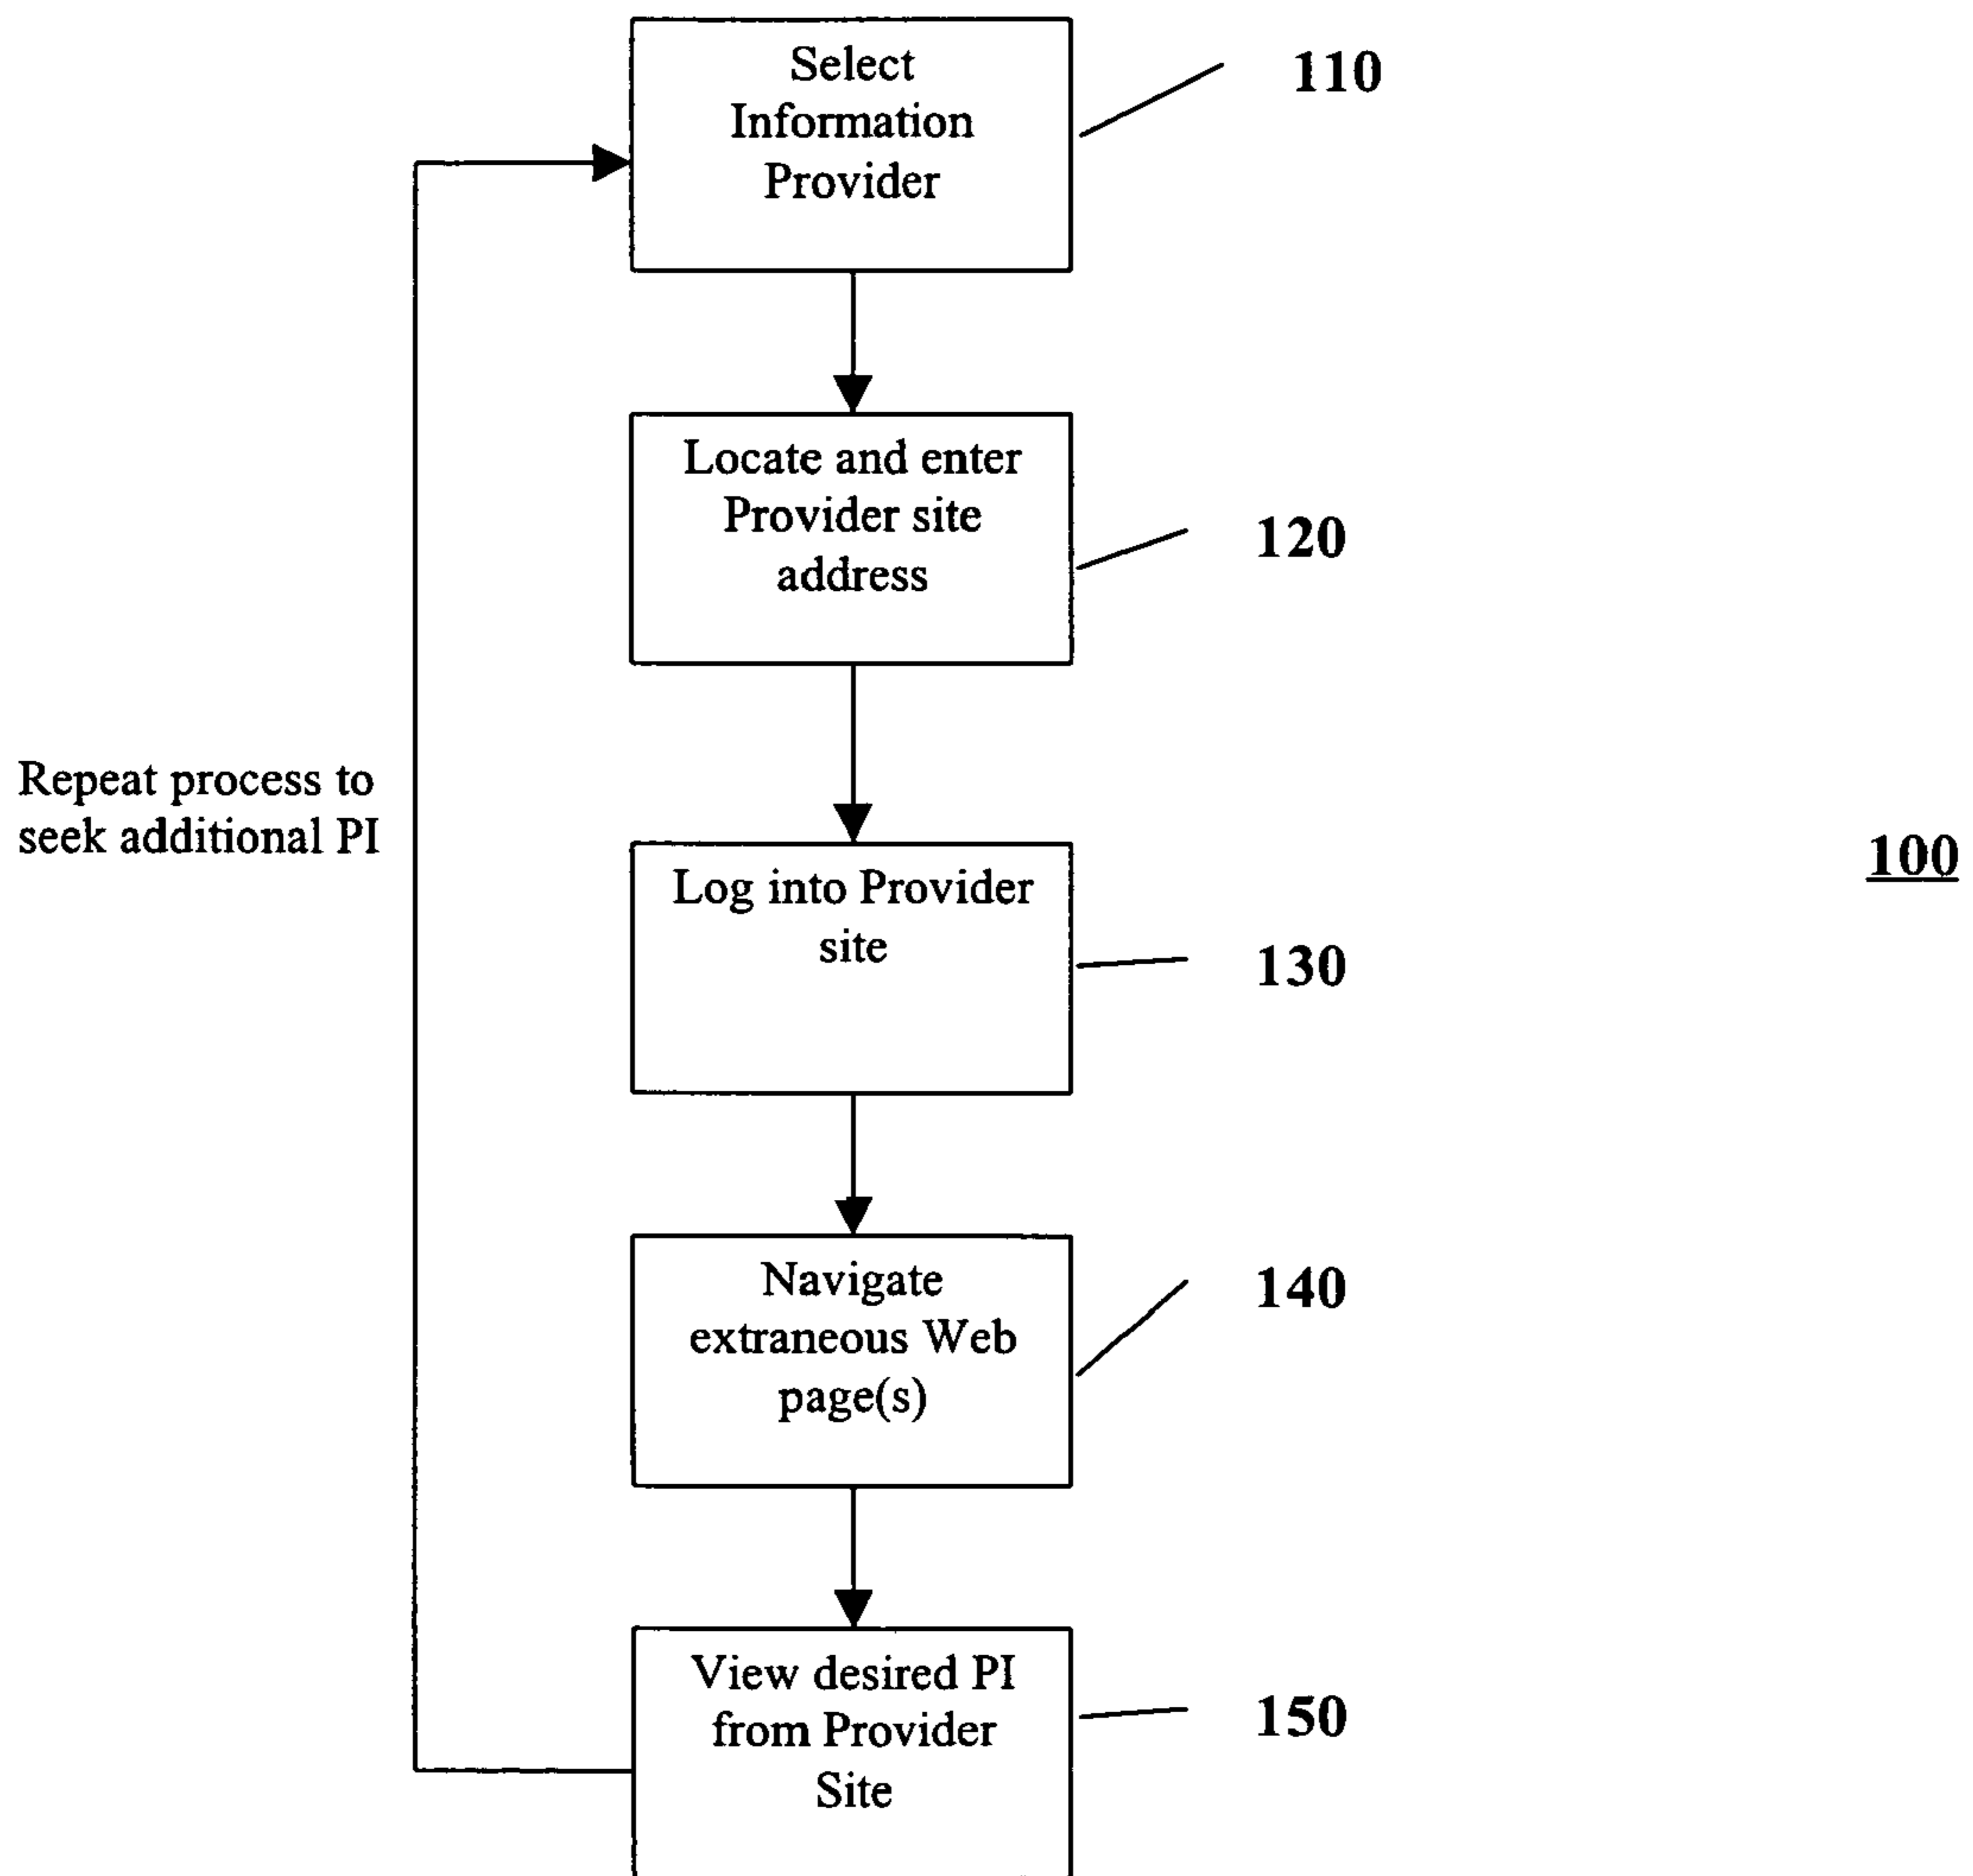 Select
Information
Provider
110
Locate and enter
Provider site
address
120
Repeat process to
seek additional PI
100
Log into Provider
site
130
Navigate
extraneous Web
page(s)
140
View desired PI
from Provider
Site
150